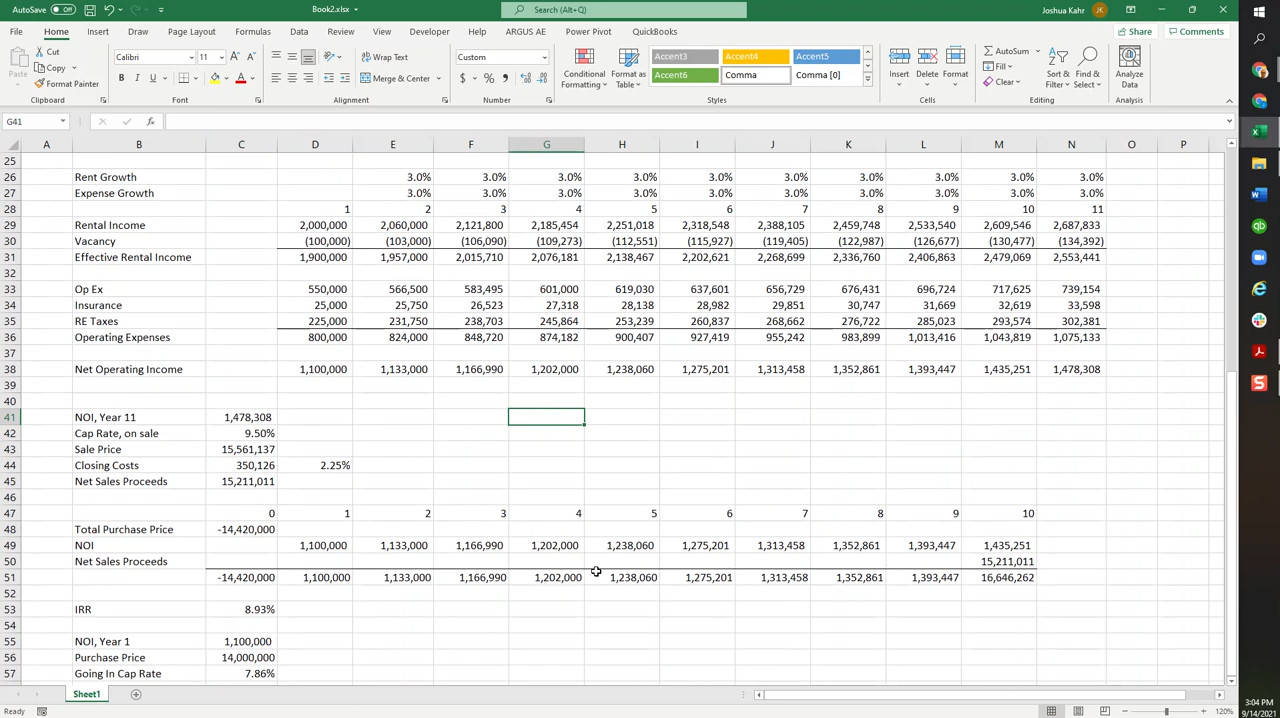 AutoSave Off Book2.xlsx Search (Alt+Q) Joshua Kahr JK
File Home Insert Draw Page Layout Formulas Data Review View Developer Help ARGUS AE Power Pivot QuickBooks Share Comments
Paste Cut Copy Format Painter Calibri 11 Wrap Text Merge & Center Custom Conditional Formatting Format as Table Accent3 Accent4 Accent5 Accent6 Comma Comma [0] Insert Delete Format AutoSum Fill Clear Sort & Filter Find & Select Analyze Data
Clipboard Font Alignment Number Styles Cells Editing Analysis
G41 fx
A B C D E F G H I J K L M N O P
25
26 Rent Growth 3.0% 3.0% 3.0% 3.0% 3.0% 3.0% 3.0% 3.0% 3.0% 3.0%
27 Expense Growth 3.0% 3.0% 3.0% 3.0% 3.0% 3.0% 3.0% 3.0% 3.0% 3.0%
28 1 2 3 4 5 6 7 8 9 10 11
29 Rental Income 2,000,000 2,060,000 2,121,800 2,185,454 2,251,018 2,318,548 2,388,105 2,459,748 2,533,540 2,609,546 2,687,833
30 Vacancy (100,000) (103,000) (106,090) (109,273) (112,551) (115,927) (119,405) (122,987) (126,677) (130,477) (134,392)
31 Effective Rental Income 1,900,000 1,957,000 2,015,710 2,076,181 2,138,467 2,202,621 2,268,699 2,336,760 2,406,863 2,479,069 2,553,441
32
33 Op Ex 550,000 566,500 583,495 601,000 619,030 637,601 656,729 676,431 696,724 717,625 739,154
34 Insurance 25,000 25,750 26,523 27,318 28,138 28,982 29,851 30,747 31,669 32,619 33,598
35 RE Taxes 225,000 231,750 238,703 245,864 253,239 260,837 268,662 276,722 285,023 293,574 302,381
36 Operating Expenses 800,000 824,000 848,720 874,182 900,407 927,419 955,242 983,899 1,013,416 1,043,819 1,075,133
37
38 Net Operating Income 1,100,000 1,133,000 1,166,990 1,202,000 1,238,060 1,275,201 1,313,458 1,352,861 1,393,447 1,435,251 1,478,308
39
40
41 NOI, Year 11 1,478,308
42 Cap Rate, on sale 9.50%
43 Sale Price 15,561,137
44 Closing Costs 350,126 2.25%
45 Net Sales Proceeds 15,211,011
46
47 0 1 2 3 4 5 6 7 8 9 10
48 Total Purchase Price -14,420,000
49 NOI 1,100,000 1,133,000 1,166,990 1,202,000 1,238,060 1,275,201 1,313,458 1,352,861 1,393,447 1,435,251
50 Net Sales Proceeds 15,211,011
51 -14,420,000 1,100,000 1,133,000 1,166,990 1,202,000 1,238,060 1,275,201 1,313,458 1,352,861 1,393,447 16,646,262
52
53 IRR 8.93%
54
55 NOI, Year 1 1,100,000
56 Purchase Price 14,000,000
57 Going In Cap Rate 7.86%
Sheet1
Ready 120%
3:04 PM
9/14/2021